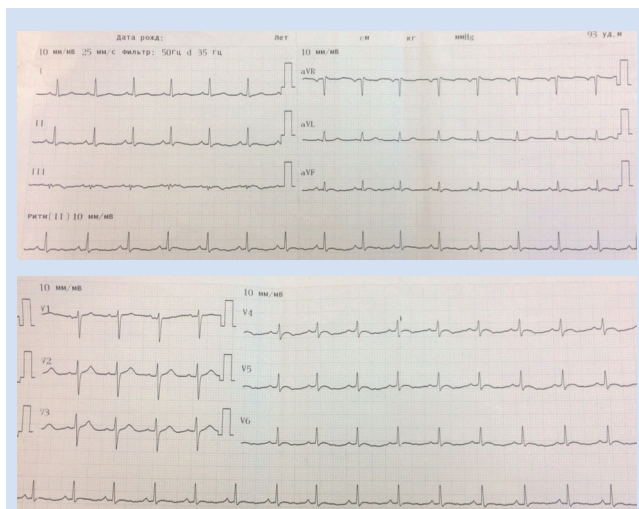 Дата рожд: лет см кг ммHg 93 уд.м
10 мм/мВ 25 мм/с Фильтр: 50Гц d 35 Гц 10 мм/мВ
I aVR
II aVL
III aVF
Ритм(II)10 мм/мВ
10 мм/мВ 10 мм/мВ
V1 V4
V2 V5
V3 V6